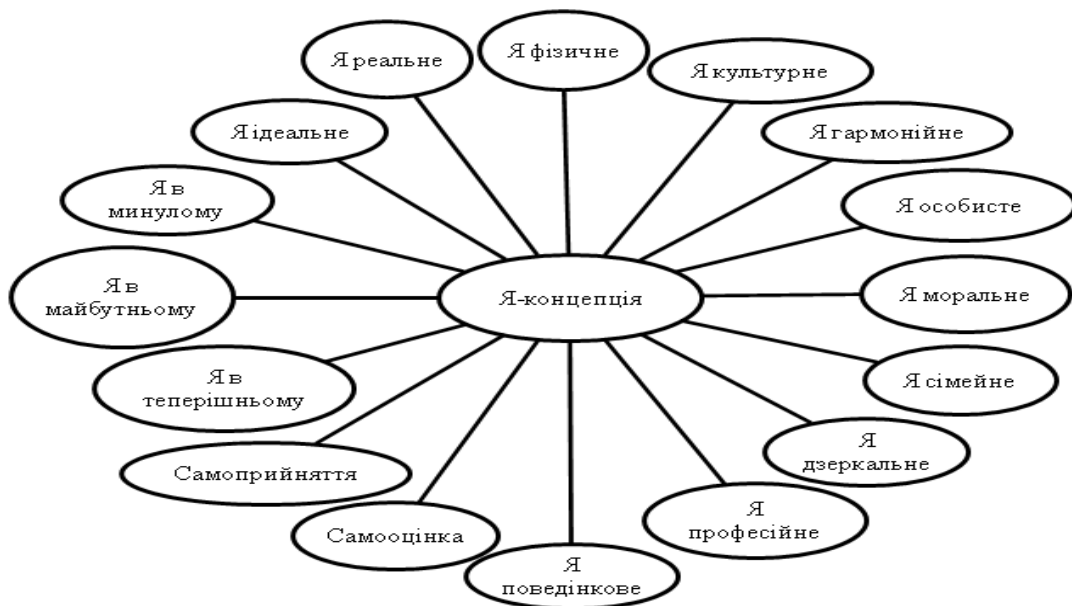 Я реальне
Я фізичне
Я культурне
Я ідеальне
Я гармонійне
Я в
минулому
Я особисте
Я в
майбутньому
Я-концепція
Я моральне
Я в
теперішньому
Я сімейне
Я
дзеркальне
Самоприйняття
Я
професійне
Самооцінка
Я
поведінкове